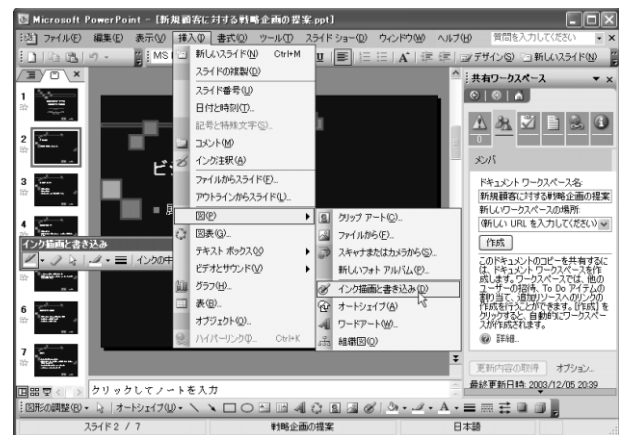 Microsoft PowerPoint - [新規顧客に対する戦略企画の提案.ppt]
ファイル(F) 編集(E) 表示(V) 挿入(I) 書式(O) ツール(T) スライド ショー(D) ウィンドウ(W) ヘルプ(H) 質問を入力してください
MS
デザイン(S) 新しいスライド(N)
新しいスライド(N) Ctrl+M
スライドの複製(D)
スライド番号(U)
日付と時刻(T)...
記号と特殊文字(S)...
コメント(M)
インク注釈(A)
ファイルからスライド(F)...
アウトラインからスライド(L)...
図(P)
図表(G)...
テキスト ボックス(X)
ビデオとサウンド(V)
グラフ(H)...
表(B)...
オブジェクト(O)...
ハイパーリンク(I)... Ctrl+K
クリップ アート(C)...
ファイルから(F)...
スキャナまたはカメラから(S)...
新しいフォト アルバム(P)...
インク描画と書き込み(D)
オートシェイプ(A)
ワードアート(W)...
組織図(O)
1
2
3
4
6
7
ビジ
インク描画と書き込み
インクの中
共有ワークスペース
0
メンバ
ドキュメント ワークスペース名:
新規顧客に対する戦略企画の提案
新しいワークスペースの場所:
(新しい URL を入力してください)
作成
このドキュメントのコピーを共有するに
は、ドキュメント ワークスペースを作
成します。ワークスペースでは、他の
ユーザーの招待、To Do アイテムの
割り当て、追加リソースへのリンクの
作成を行うことができます。[作成] を
クリックすると、自動的にワークスペー
スが作成されます。
詳細...
更新内容の取得 オプション...
最終更新日時: 2003/12/05 20:39
クリックしてノートを入力
図形の調整(R) オートシェイプ(U)
スライド 2 / 7 戦略企画の提案 日本語